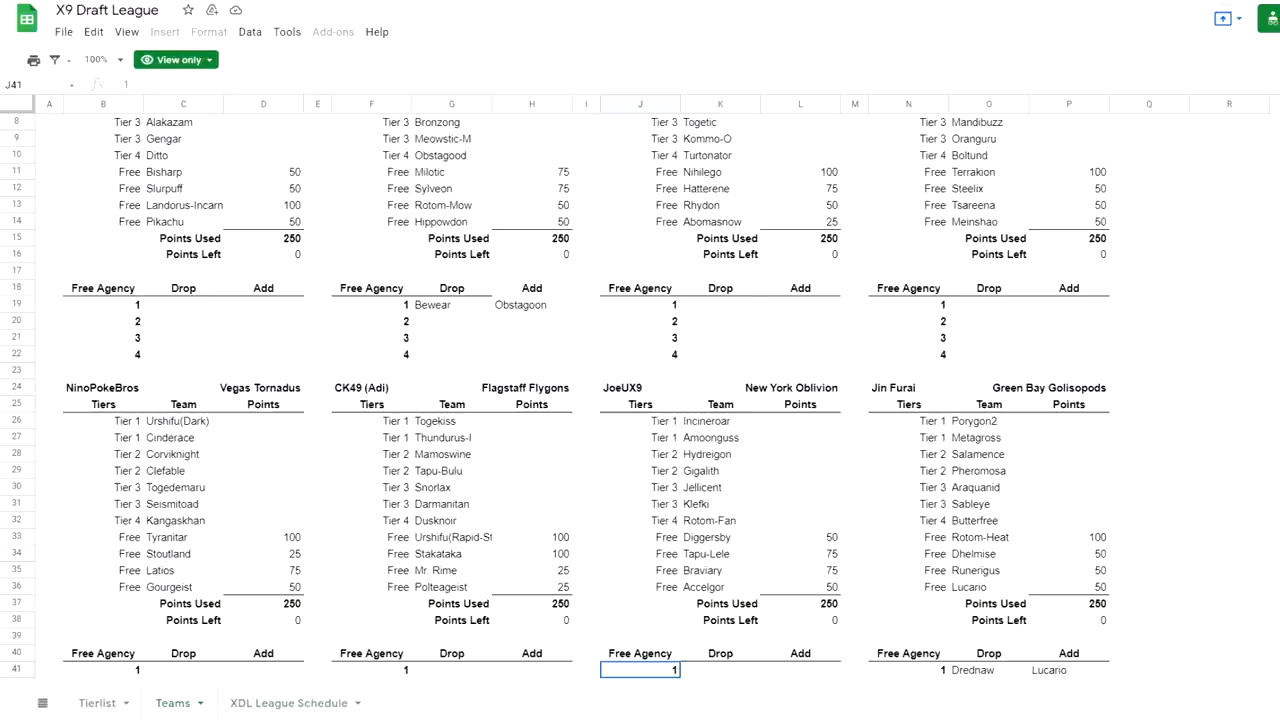 X9 Draft League
File Edit View Insert Format Data Tools Add-ons Help
100% View only
J41 fx 1
A B C D E F G H I J K L M N O P Q R
8 Tier 3 Alakazam Tier 3 Bronzong Tier 3 Togetic Tier 3 Mandibuzz
9 Tier 3 Gengar Tier 3 Meowstic-M Tier 3 Kommo-O Tier 3 Oranguru
10 Tier 4 Ditto Tier 4 Obstagood Tier 4 Turtonator Tier 4 Boltund
11 Free Bisharp 50 Free Milotic 75 Free Nihilego 100 Free Terrakion 100
12 Free Slurpuff 50 Free Sylveon 75 Free Hatterene 75 Free Steelix 50
13 Free Landorus-Incarn 100 Free Rotom-Mow 50 Free Rhydon 50 Free Tsareena 50
14 Free Pikachu 50 Free Hippowdon 50 Free Abomasnow 25 Free Meinshao 50
15 Points Used 250 Points Used 250 Points Used 250 Points Used 250
16 Points Left 0 Points Left 0 Points Left 0 Points Left 0
17
18 Free Agency Drop Add Free Agency Drop Add Free Agency Drop Add Free Agency Drop Add
19 1 1 Bewear Obstagoon 1 1
20 2 2 2 2
21 3 3 3 3
22 4 4 4 4
23
24 NinoPokeBros Vegas Tornadus CK49 (Adi) Flagstaff Flygons JoeUX9 New York Oblivion Jin Furai Green Bay Golisopods
25 Tiers Team Points Tiers Team Points Tiers Team Points Tiers Team Points
26 Tier 1 Urshifu(Dark) Tier 1 Togekiss Tier 1 Incineroar Tier 1 Porygon2
27 Tier 1 Cinderace Tier 1 Thundurus-I Tier 1 Amoonguss Tier 1 Metagross
28 Tier 2 Corviknight Tier 2 Mamoswine Tier 2 Hydreigon Tier 2 Salamence
29 Tier 2 Clefable Tier 2 Tapu-Bulu Tier 2 Gigalith Tier 2 Pheromosa
30 Tier 3 Togedemaru Tier 3 Snorlax Tier 3 Jellicent Tier 3 Araquanid
31 Tier 3 Seismitoad Tier 3 Darmanitan Tier 3 Klefki Tier 3 Sableye
32 Tier 4 Kangaskhan Tier 4 Dusknoir Tier 4 Rotom-Fan Tier 4 Butterfree
33 Free Tyranitar 100 Free Urshifu(Rapid-St 100 Free Diggersby 50 Free Rotom-Heat 100
34 Free Stoutland 25 Free Stakataka 100 Free Tapu-Lele 75 Free Dhelmise 50
35 Free Latios 75 Free Mr. Rime 25 Free Braviary 75 Free Runerigus 50
36 Free Gourgeist 50 Free Polteageist 25 Free Accelgor 50 Free Lucario 50
37 Points Used 250 Points Used 250 Points Used 250 Points Used 250
38 Points Left 0 Points Left 0 Points Left 0 Points Left 0
39
40 Free Agency Drop Add Free Agency Drop Add Free Agency Drop Add Free Agency Drop Add
41 1 1 1 1 Drednaw Lucario
Tierlist Teams XDL League Schedule